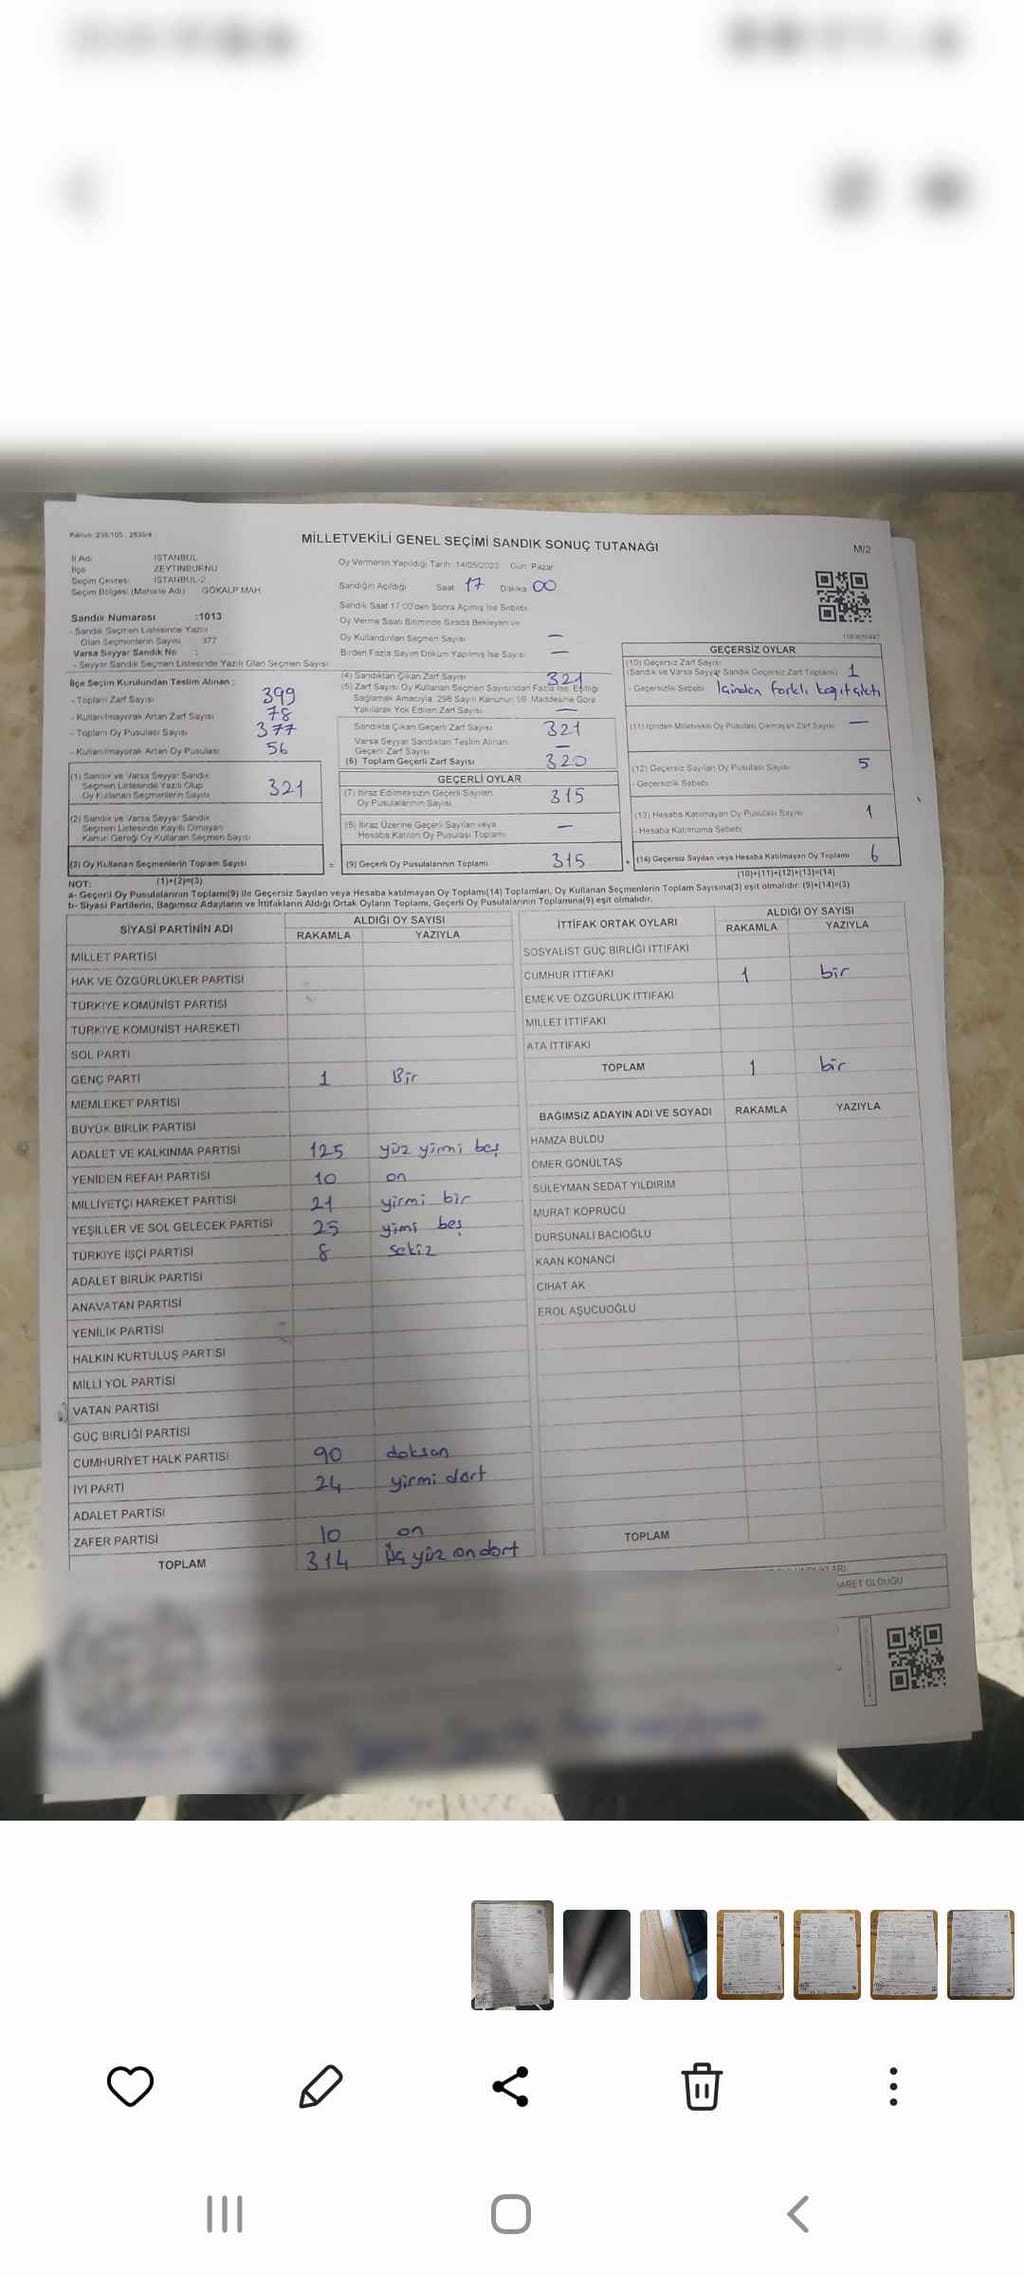 Kanun: 298/105 , 2839/4
MİLLETVEKİLİ GENEL SEÇİMİ SANDIK SONUÇ TUTANAĞI
M/2
İl Adı İSTANBUL
İlçe ZEYTİNBURNU
Seçim Çevresi İSTANBUL-2
Seçim Bölgesi (Mahalle Adı) GÖKALP MAH.
Oy Vermenin Yapıldığı Tarih: 14/05/2023 Gün: Pazar
Sandığın Açıldığı Saat 17 Dakika 00
Sandık Saat 17:00'den Sonra Açılmış İse Sebebi
Oy Verme Saati Bitiminde Sırada Bekleyen ve
Oy Kullandırılan Seçmen Sayısı —
Birden Fazla Sayım Döküm Yapılmış İse Sayısı —
Sandık Numarası :1013
- Sandık Seçmen Listesinde Yazılı
Olan Seçmenlerin Sayısı 377
Varsa Seyyar Sandık No :
- Seyyar Sandık Seçmen Listesinde Yazılı Olan Seçmen Sayısı
İlçe Seçim Kurulundan Teslim Alınan :
- Toplam Zarf Sayısı 399
- Kullanılmayarak Artan Zarf Sayısı 78
- Toplam Oy Pusulası Sayısı 377
- Kullanılmayarak Artan Oy Pusulası 56
(1) Sandık ve Varsa Seyyar Sandık
Seçmen Listesinde Yazılı Olup
Oy Kullanan Seçmenlerin Sayısı 321
(2) Sandık ve Varsa Seyyar Sandık
Seçmen Listesinde Kayıtlı Olmayan
Kanun Gereği Oy Kullanan Seçmen Sayısı
(3) Oy Kullanan Seçmenlerin Toplam Sayısı =
(1)+(2)=(3)
(4) Sandıktan Çıkan Zarf Sayısı 321
(5) Zarf Sayısı Oy Kullanan Seçmen Sayısından Fazla İse, Eşitliği
Sağlamak Amacıyla, 298 Sayılı Kanunun 98. Maddesine Göre
Yakılarak Yok Edilen Zarf Sayısı —
Sandıkta Çıkan Geçerli Zarf Sayısı 321
Varsa Seyyar Sandıktan Teslim Alınan
Geçerli Zarf Sayısı —
(6) Toplam Geçerli Zarf Sayısı 320
GEÇERLİ OYLAR
(7) İtiraz Edilmeksizin Geçerli Sayılan
Oy Pusulalarının Sayısı 315
(8) İtiraz Üzerine Geçerli Sayılan veya
Hesaba Katılan Oy Pusulası Toplamı —
(9) Geçerli Oy Pusulalarının Toplamı 315
GEÇERSİZ OYLAR
(10) Geçersiz Zarf Sayısı
(Sandık ve Varsa Seyyar Sandık Geçersiz Zarf Toplamı) 1
- Geçersizlik Sebebi İçinden farklı kağıt çıktı
(11) İçinden Milletvekili Oy Pusulası Çıkmayan Zarf Sayısı —
(12) Geçersiz Sayılan Oy Pusulası Sayısı 5
- Geçersizlik Sebebi
(13) Hesaba Katılmayan Oy Pusulası Sayısı 1
- Hesaba Katılmama Sebebi
(14) Geçersiz Sayılan veya Hesaba Katılmayan Oy Toplamı 6
(10)+(11)+(12)+(13)=(14)
NOT:
a- Geçerli Oy Pusulalarının Toplamı(9) ile Geçersiz Sayılan veya Hesaba katılmayan Oy Toplamı(14) Toplamları, Oy Kullanan Seçmenlerin Toplam Sayısına(3) eşit olmalıdır. (9)+(14)=(3)
b- Siyasi Partilerin, Bağımsız Adayların ve İttifakların Aldığı Ortak Oyların Toplamı, Geçerli Oy Pusulalarının Toplamına(9) eşit olmalıdır.
SİYASİ PARTİNİN ADI ALDIĞI OY SAYISI
RAKAMLA YAZIYLA
MİLLET PARTİSİ
HAK VE ÖZGÜRLÜKLER PARTİSİ
TÜRKİYE KOMÜNİST PARTİSİ
TÜRKİYE KOMÜNİST HAREKETİ
SOL PARTİ
GENÇ PARTİ 1 Bir
MEMLEKET PARTİSİ
BÜYÜK BİRLİK PARTİSİ
ADALET VE KALKINMA PARTİSİ 125 yüz yirmi beş
YENİDEN REFAH PARTİSİ 10 on
MİLLİYETÇİ HAREKET PARTİSİ 21 yirmi bir
YEŞİLLER VE SOL GELECEK PARTİSİ 25 yimi beş
TÜRKİYE İŞÇİ PARTİSİ 8 sekiz
ADALET BİRLİK PARTİSİ
ANAVATAN PARTİSİ
YENİLİK PARTİSİ
HALKIN KURTULUŞ PARTİSİ
MİLLİ YOL PARTİSİ
VATAN PARTİSİ
GÜÇ BİRLİĞİ PARTİSİ
CUMHURİYET HALK PARTİSİ 90 doksan
İYİ PARTİ 24 yirmi dört
ADALET PARTİSİ
ZAFER PARTİSİ 10 on
TOPLAM 314 Üç yüz on dört
İTTİFAK ORTAK OYLARI ALDIĞI OY SAYISI
RAKAMLA YAZIYLA
SOSYALİST GÜÇ BİRLİĞİ İTTİFAKI
CUMHUR İTTİFAKI 1 bir
EMEK VE ÖZGÜRLÜK İTTİFAKI
MİLLET İTTİFAKI
ATA İTTİFAKI
TOPLAM 1 bir
BAĞIMSIZ ADAYIN ADI VE SOYADI RAKAMLA YAZIYLA
HAMZA BULDU
ÖMER GÖNÜLTAŞ
SÜLEYMAN SEDAT YILDIRIM
MURAT KÖPRÜCÜ
DURSUNALİ BACIOĞLU
KAAN KONANCI
CİHAT AK
EROL AŞUCUOĞLU
TOPLAM
İBARET OLDUĞU